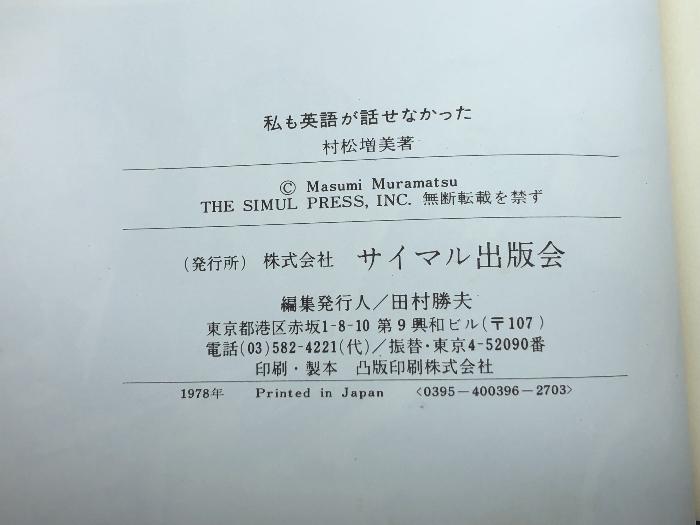 私も英語が話せなかった
村松増美著
© Masumi Muramatsu
THE SIMUL PRESS, INC. 無断転載を禁ず
(発行所) 株式会社 サイマル出版会
編集発行人/田村勝夫
東京都港区赤坂1-8-10 第9興和ビル(〒107)
電話(03)582-4221(代)/振替・東京4-52090番
印刷・製本 凸版印刷株式会社
1978年 Printed in Japan <0395-400396-2703>